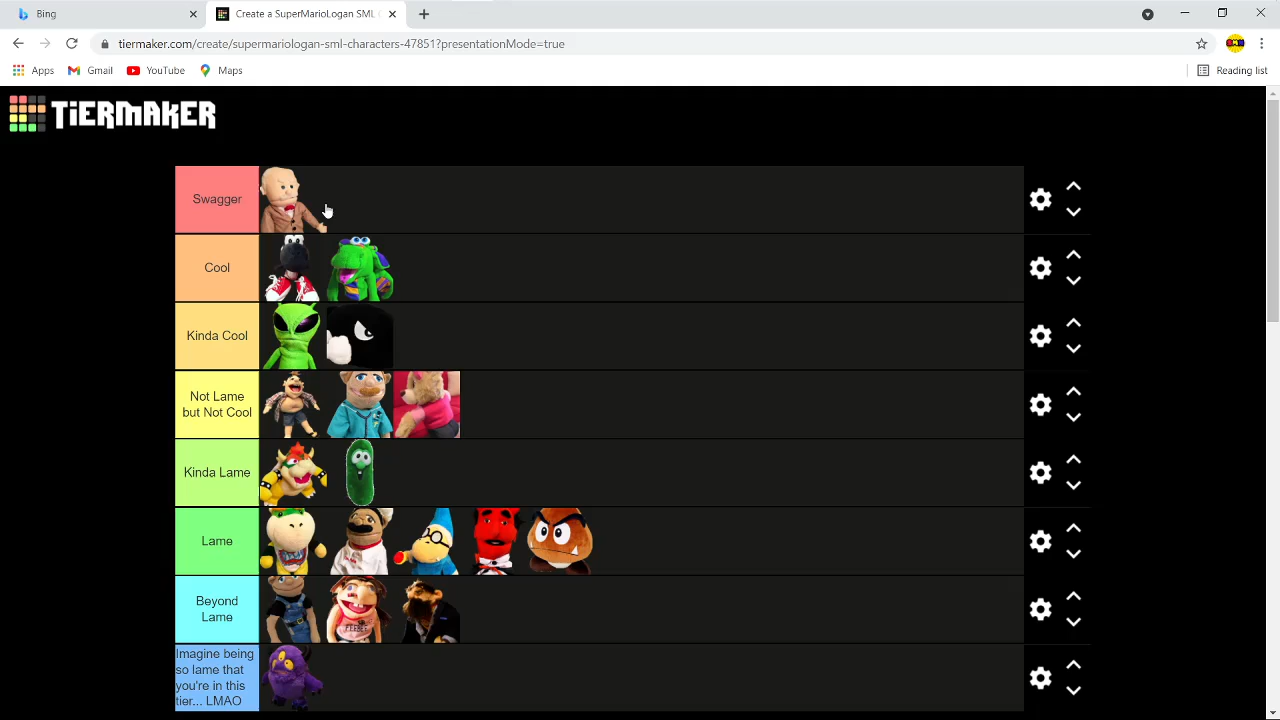 Bing
Create a SuperMarioLogan SML (
tiermaker.com/create/supermariologan-sml-characters-47851?presentationMode=true
Apps
Gmail
YouTube
Maps
Reading list
TiERMAKER
Swagger
Cool
Kinda Cool
Not Lame
but Not Cool
Kinda Lame
Lame
Beyond
Lame
Imagine being
so lame that
you're in this
tier... LMAO